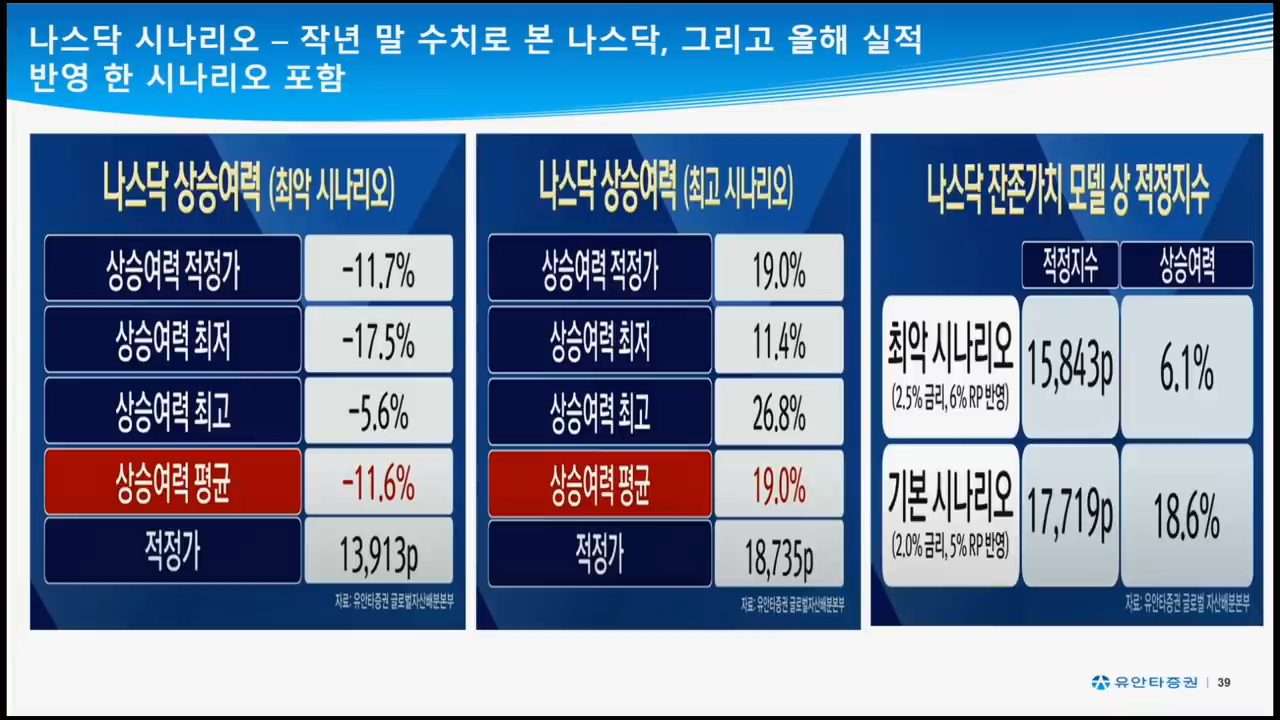 나스닥 시나리오 – 작년 말 수치로 본 나스닥, 그리고 올해 실적
반영 한 시나리오 포함
나스닥 상승여력 (최악 시나리오)
상승여력 적정가 -11.7%
상승여력 최저 -17.5%
상승여력 최고 -5.6%
상승여력 평균 -11.6%
적정가 13,913p
자료: 유안타증권 글로벌자산배분본부
나스닥 상승여력 (최고 시나리오)
상승여력 적정가 19.0%
상승여력 최저 11.4%
상승여력 최고 26.8%
상승여력 평균 19.0%
적정가 18,735p
자료: 유안타증권 글로벌자산배분본부
나스닥 잔존가치 모델 상 적정지수
적정지수 상승여력
최악 시나리오 15,843p 6.1%
(2.5% 금리, 6% RP 반영)
기본 시나리오 17,719p 18.6%
(2.0% 금리, 5% RP 반영)
자료: 유안타증권 글로벌 자산배분본부
유안타증권 | 39